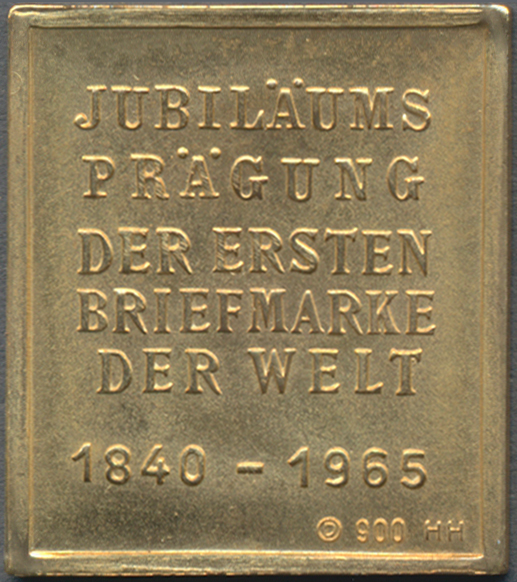 JUBILÄUMS
PRÄGUNG
DER ERSTEN
BRIEFMARKE
DER WELT
1840 - 1965
© 900 HH